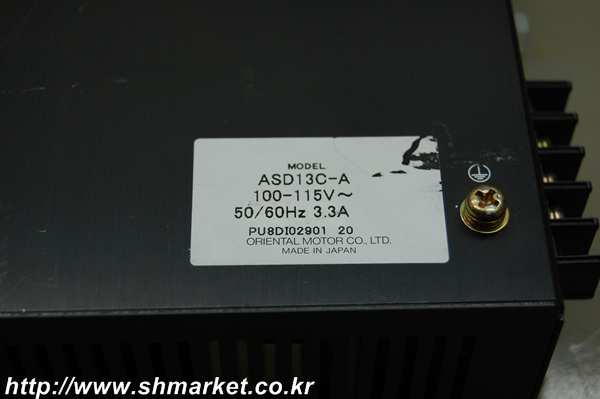 MODEL
ASD13C-A
100-115V~
50/60Hz 3.3A
PU8DI02901 20
ORIENTAL MOTOR CO., LTD.
MADE IN JAPAN
http://www.shmarket.co.kr